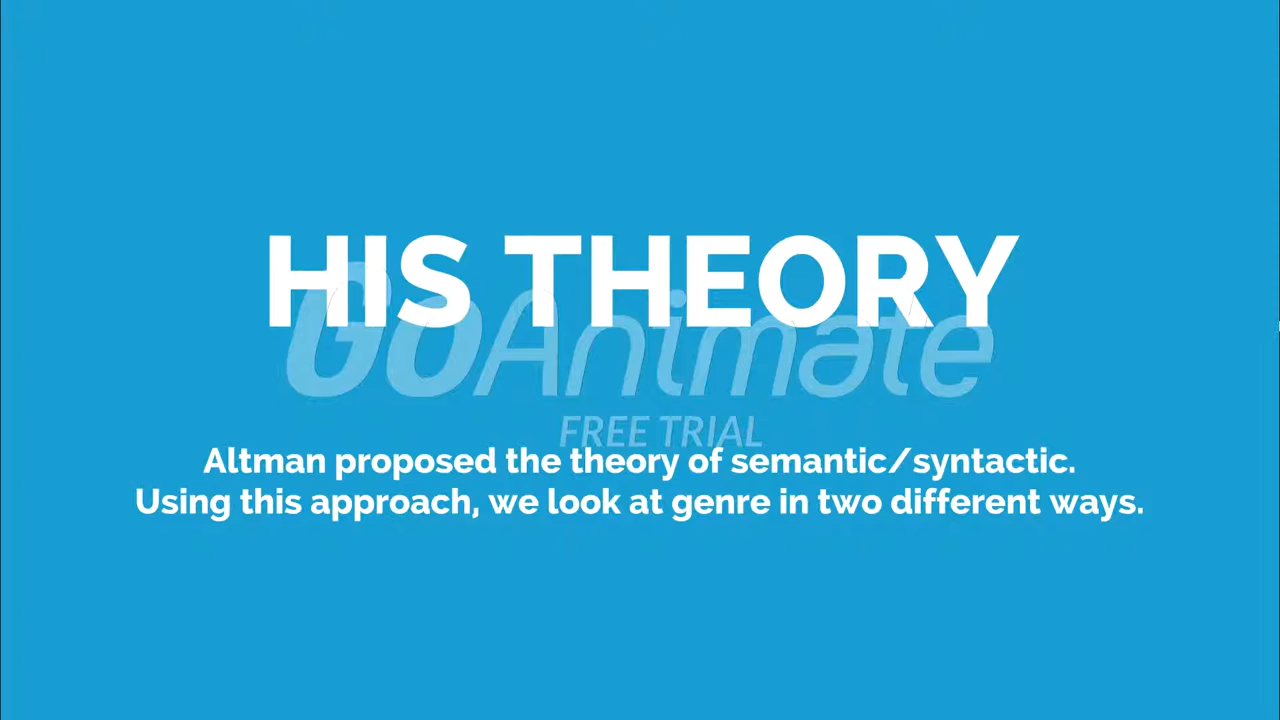 HIS THEORY
GoAnimate
FREE TRIAL
Altman proposed the theory of semantic/syntactic.
Using this approach, we look at genre in two different ways.